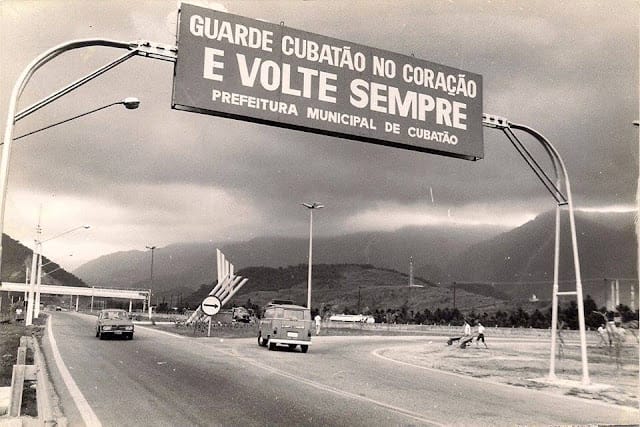 GUARDE CUBATÃO NO CORAÇÃO
E VOLTE SEMPRE
PREFEITURA MUNICIPAL DE CUBATÃO